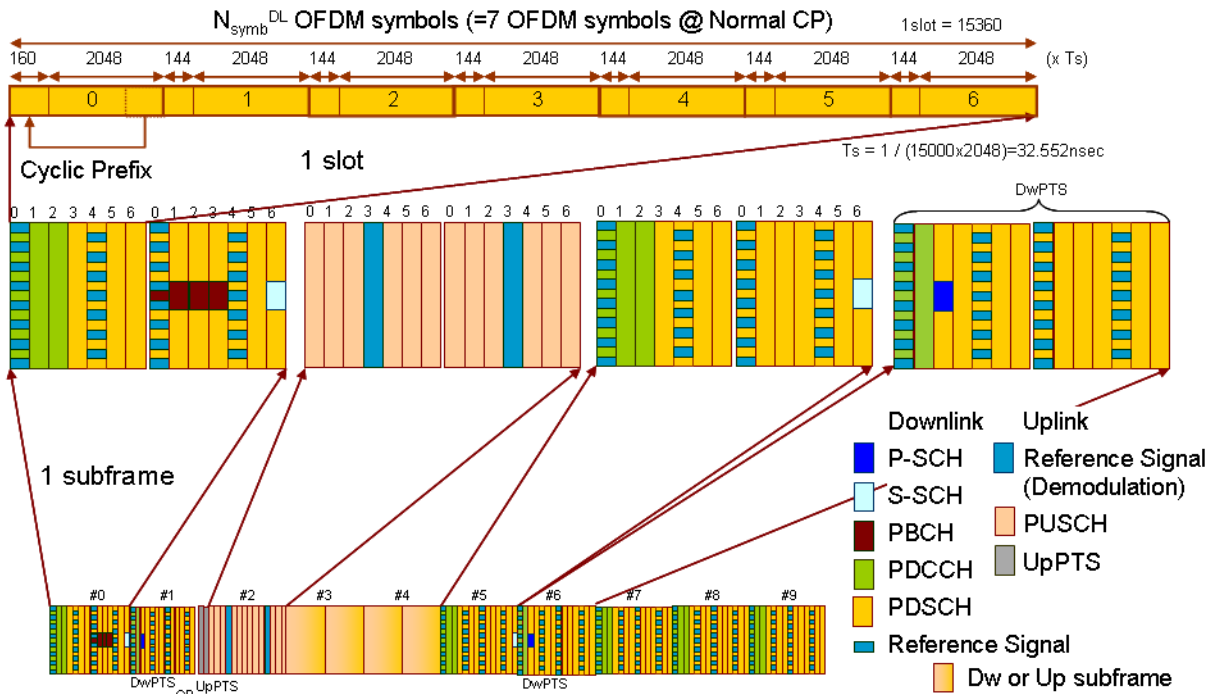 N_symb^DL OFDM symbols (=7 OFDM symbols @ Normal CP)
1slot = 15360
160 2048 144 2048 144 2048 144 2048 144 2048 144 2048 144 2048 (x Ts)
0 1 2 3 4 5 6
Cyclic Prefix
1 slot
Ts = 1 / (15000x2048)=32.552nsec
DwPTS
0 1 2 3 4 5 6 0 1 2 3 4 5 6 0 1 2 3 4 5 6 0 1 2 3 4 5 6 0 1 2 3 4 5 6 0 1 2 3 4 5 6
1 subframe
Downlink
P-SCH
S-SCH
PBCH
PDCCH
PDSCH
Reference Signal
Uplink
Reference Signal
(Demodulation)
PUSCH
UpPTS
Dw or Up subframe
#0 #1 #2 #3 #4 #5 #6 #7 #8 #9
DwPTS UpPTS DwPTS